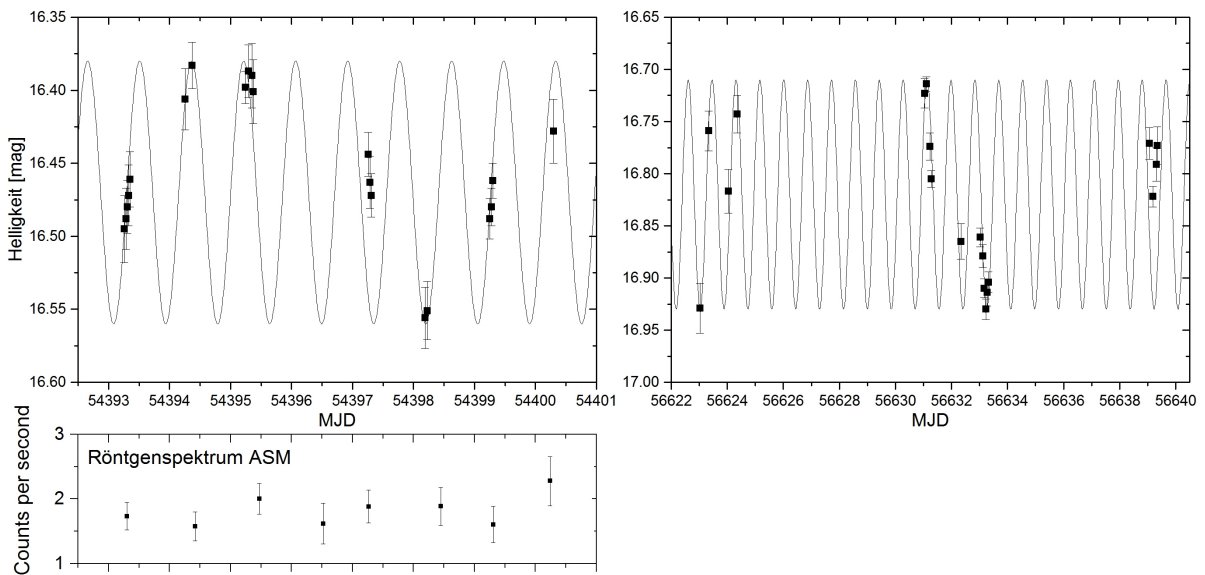 16.35
16.40
16.45
16.50
16.55
16.60
Helligkeit [mag]
54393 54394 54395 54396 54397 54398 54399 54400 54401
MJD
16.65
16.70
16.75
16.80
16.85
16.90
16.95
17.00
56622 56624 56626 56628 56630 56632 56634 56636 56638 56640
MJD
3
2
1
Counts per second
Röntgenspektrum ASM